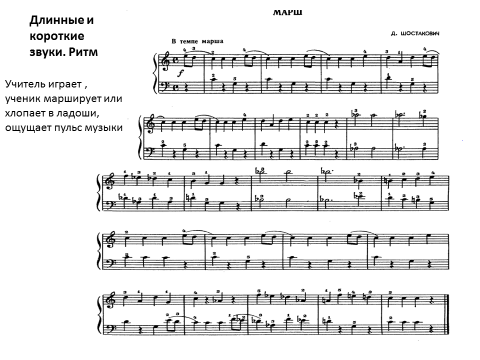 Длинные и
короткие
звуки. Ритм
Учитель играет ,
ученик марширует или
хлопает в ладоши,
ощущает пульс музыки
МАРШ
Д. ШОСТАКОВИЧ
В темпе марша
f